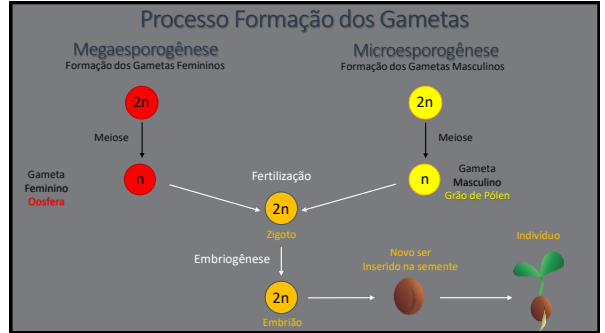 Processo Formação dos Gametas
Megaesporogênese
Formação dos Gametas Femininos
Microesporogênese
Formação dos Gametas Masculinos
2n
2n
Meiose
Meiose
Gameta
Feminino
Oosfera
n
Fertilização
n
Gameta
Masculino
Grão de Pólen
2n
Zigoto
Embriogênese
Novo ser
Inserido na semente
Indivíduo
2n
Embrião